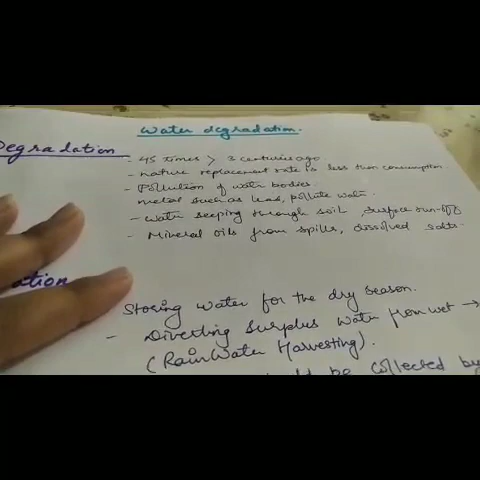 Water degradation.
Degradation
- 45 times > 3 centuries ago.
- nature replacement rate is less than consumption.
- Pollution of water bodies.
metal such as lead, pollute water.
- Water seeping through soil, surface run-off
- Mineral oils from spills, dissolved salts.
ation
Storing water for the dry season.
- Diverting surplus water from wet →
(Rain Water Harvesting).
be collected by